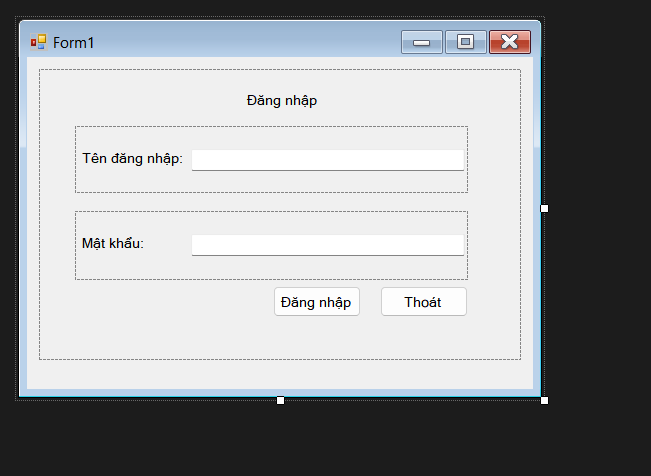 Form1
Đăng nhập
Tên đăng nhập:
Mật khẩu:
Đăng nhập Thoát